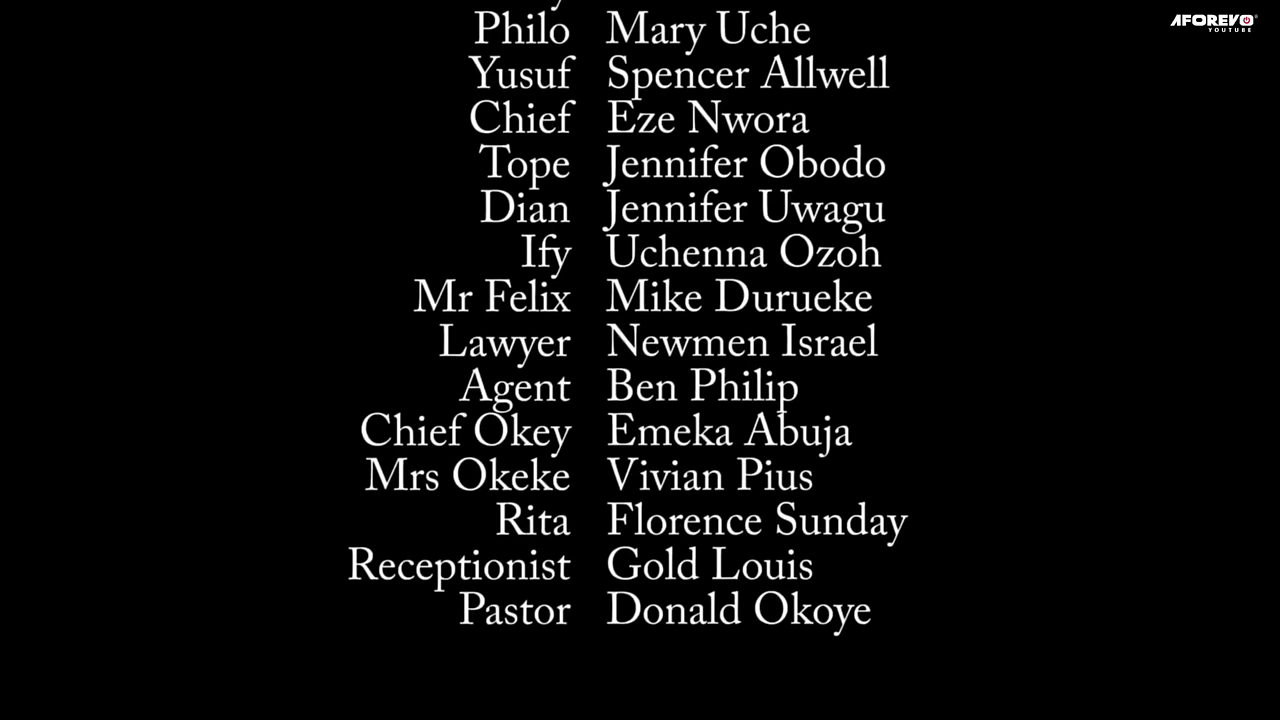 AFOREVO
YOUTUBE
Philo Mary Uche
Yusuf Spencer Allwell
Chief Eze Nwora
Tope Jennifer Obodo
Dian Jennifer Uwagu
Ify Uchenna Ozoh
Mr Felix Mike Durueke
Lawyer Newmen Israel
Agent Ben Philip
Chief Okey Emeka Abuja
Mrs Okeke Vivian Pius
Rita Florence Sunday
Receptionist Gold Louis
Pastor Donald Okoye